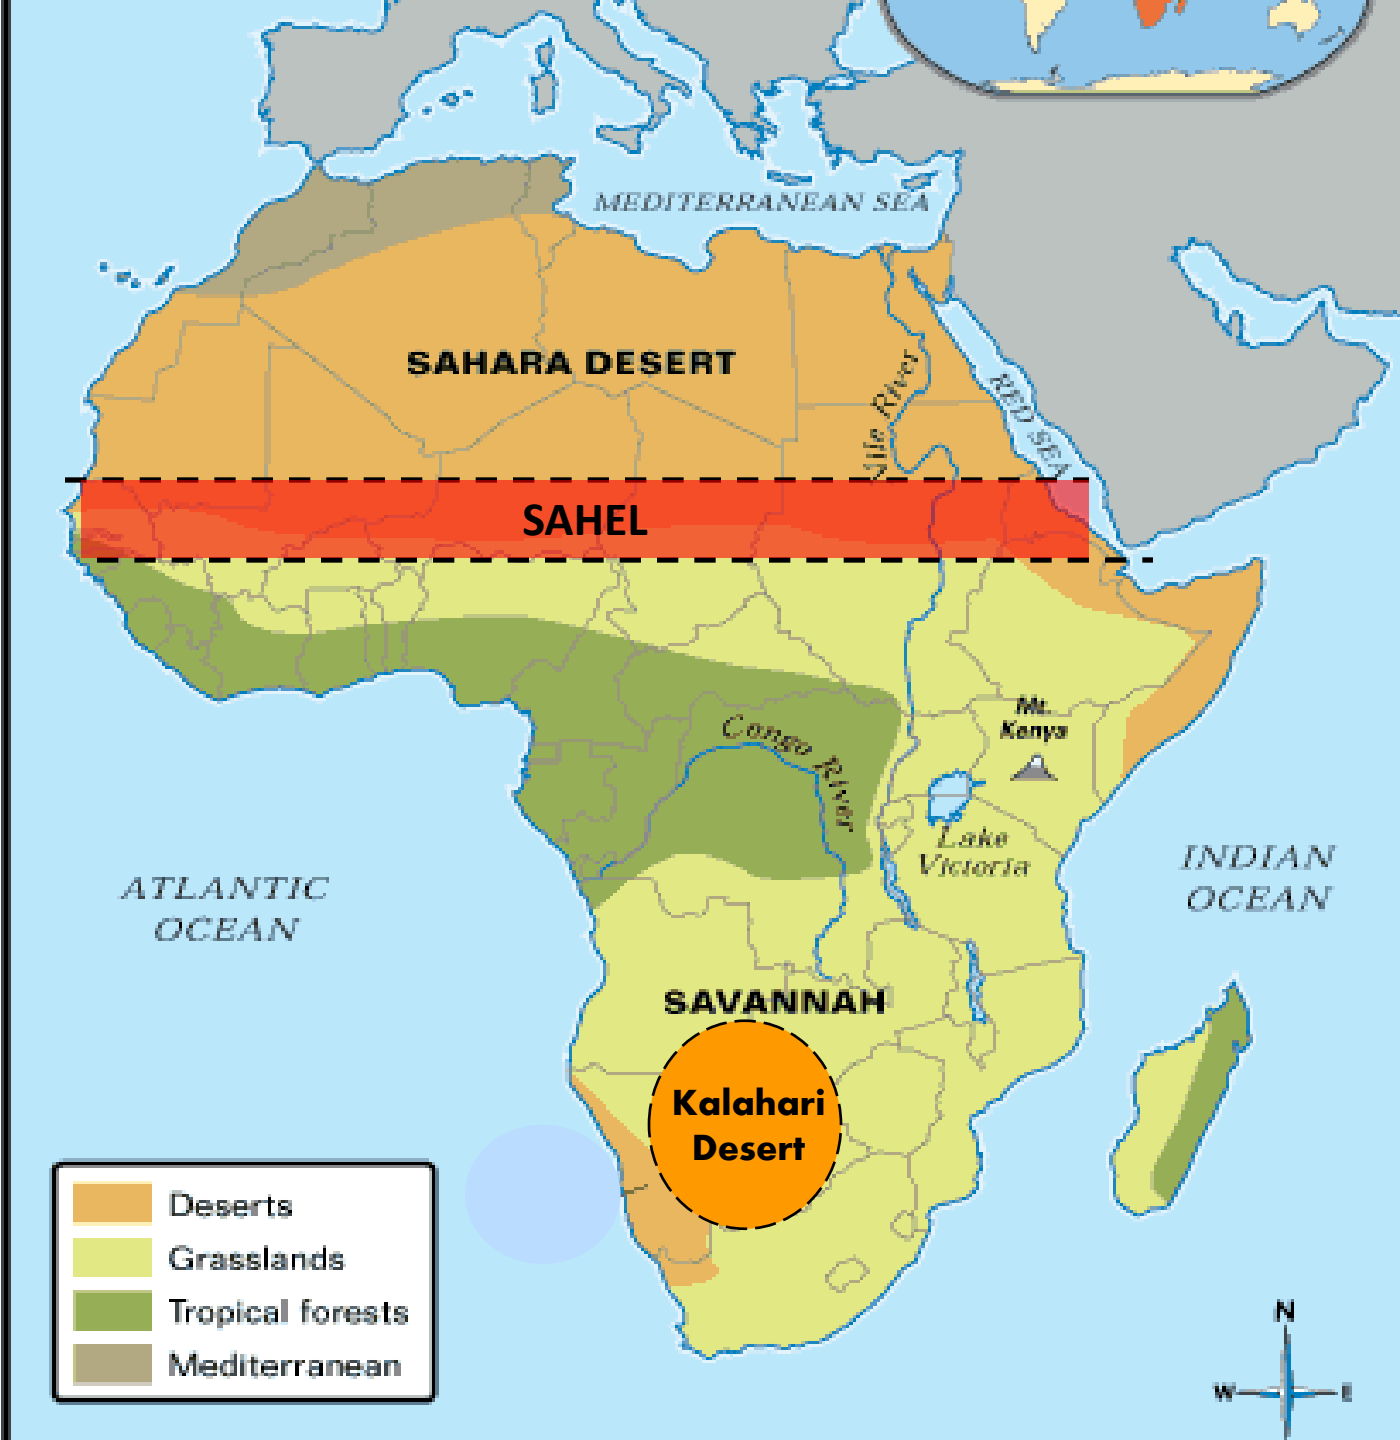 MEDITERRANEAN SEA
SAHARA DESERT
Nile River
RED SEA
SAHEL
Mt.
Kenya
Congo River
Lake
Victoria
INDIAN
OCEAN
ATLANTIC
OCEAN
SAVANNAH
Kalahari
Desert
Deserts
Grasslands
Tropical forests
Mediterranean
N
W
E